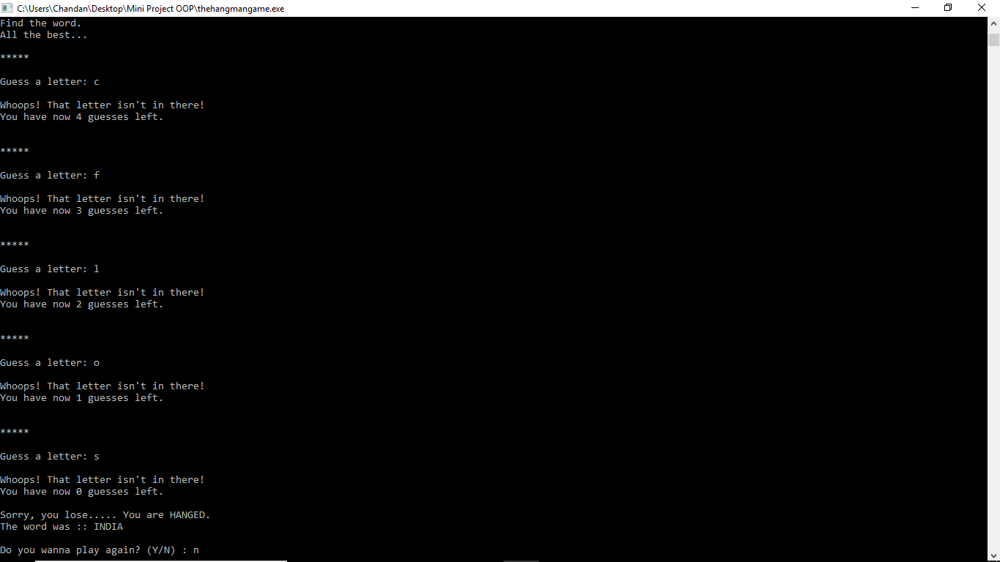 C:\Users\Chandan\Desktop\Mini Project OOP\thehangmangame.exe
Find the word.
All the best...
*****
Guess a letter: c
Whoops! That letter isn't in there!
You have now 4 guesses left.
*****
Guess a letter: f
Whoops! That letter isn't in there!
You have now 3 guesses left.
*****
Guess a letter: l
Whoops! That letter isn't in there!
You have now 2 guesses left.
*****
Guess a letter: o
Whoops! That letter isn't in there!
You have now 1 guesses left.
*****
Guess a letter: s
Whoops! That letter isn't in there!
You have now 0 guesses left.
Sorry, you lose..... You are HANGED.
The word was :: INDIA
Do you wanna play again? (Y/N) : n